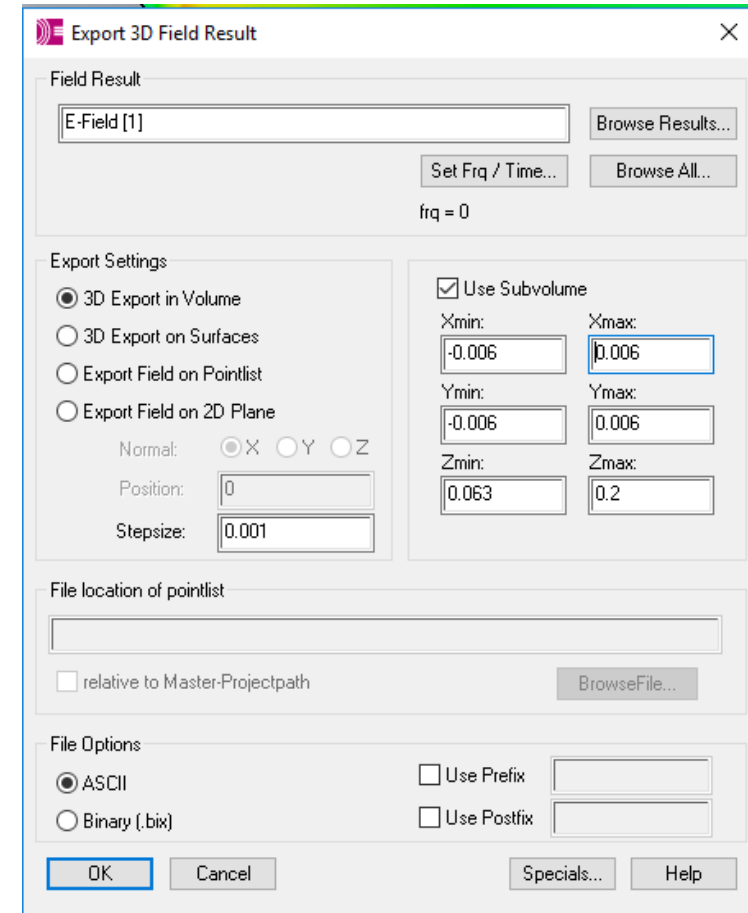 Export 3D Field Result
Field Result
E-Field [1]
Browse Results...
Set Frq / Time...
Browse All...
frq = 0
Export Settings
3D Export in Volume
3D Export on Surfaces
Export Field on Pointlist
Export Field on 2D Plane
Normal: X Y Z
Position: 0
Stepsize: 0.001
Use Subvolume
Xmin: Xmax:
-0.006 0.006
Ymin: Ymax:
-0.006 0.006
Zmin: Zmax:
0.063 0.2
File location of pointlist
relative to Master-Projectpath
BrowseFile...
File Options
ASCII
Binary (.bix)
Use Prefix
Use Postfix
OK Cancel Specials... Help